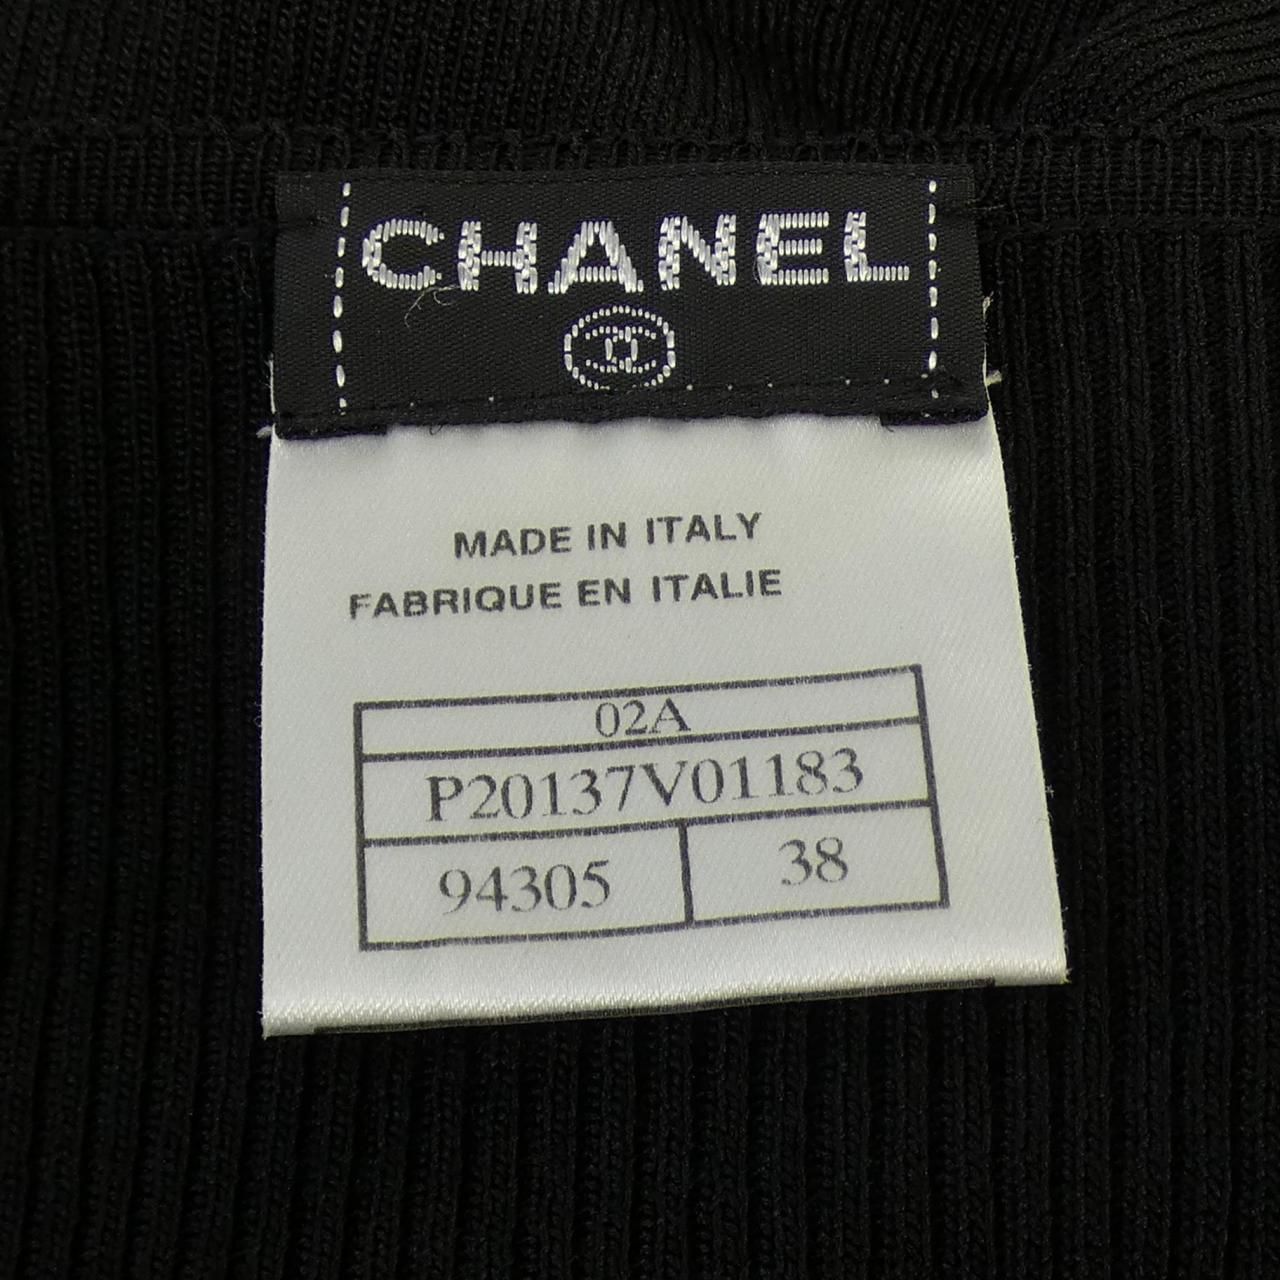 CHANEL
MADE IN ITALY
FABRIQUE EN ITALIE
02A
P20137V01183
94305 38